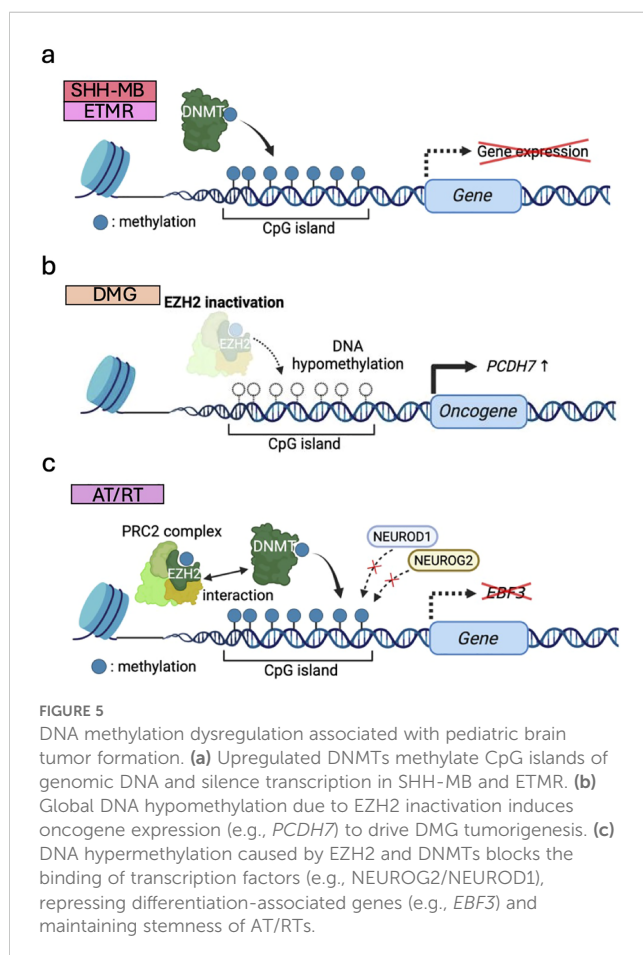 a
SHH-MB
ETMR
DNMT
Gene expression
Gene
: methylation
CpG island
b
DMG
EZH2 inactivation
EZH2
DNA
hypomethylation
PCDH7 ↑
Oncogene
CpG island
c
AT/RT
PRC2 complex
EZH2
DNMT
interaction
NEUROD1
NEUROG2
EBF3
Gene
: methylation
CpG island
FIGURE 5
DNA methylation dysregulation associated with pediatric brain
tumor formation. (a) Upregulated DNMTs methylate CpG islands of
genomic DNA and silence transcription in SHH-MB and ETMR. (b)
Global DNA hypomethylation due to EZH2 inactivation induces
oncogene expression (e.g., PCDH7) to drive DMG tumorigenesis. (c)
DNA hypermethylation caused by EZH2 and DNMTs blocks the
binding of transcription factors (e.g., NEUROG2/NEUROD1),
repressing differentiation-associated genes (e.g., EBF3) and
maintaining stemness of AT/RTs.